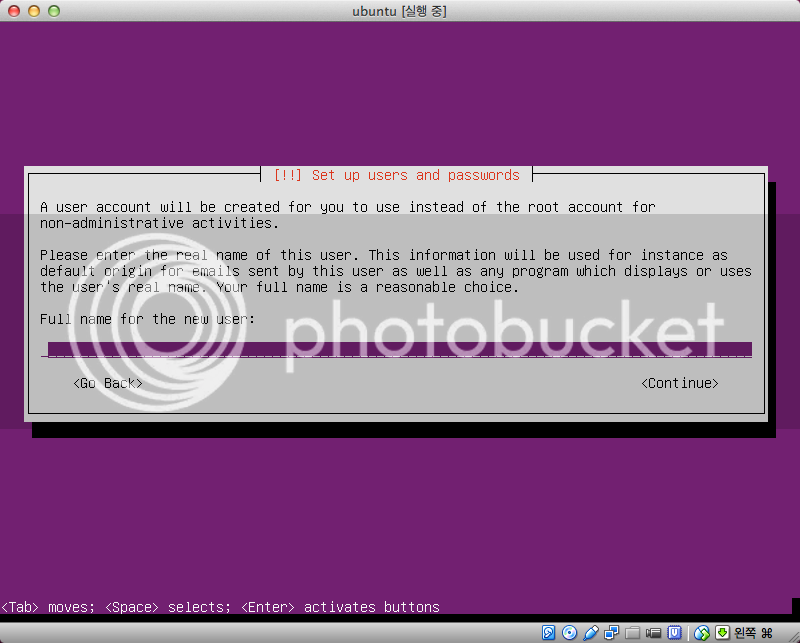 ubuntu [실행 중]
[!!] Set up users and passwords
A user account will be created for you to use instead of the root account for
non-administrative activities.
Please enter the real name of this user. This information will be used for instance as
default origin for emails sent by this user as well as any program which displays or uses
the user's real name. Your full name is a reasonable choice.
Full name for the new user:
photobucket
<Go Back> <Continue>
<Tab> moves; <Space> selects; <Enter> activates buttons
왼쪽 ⌘